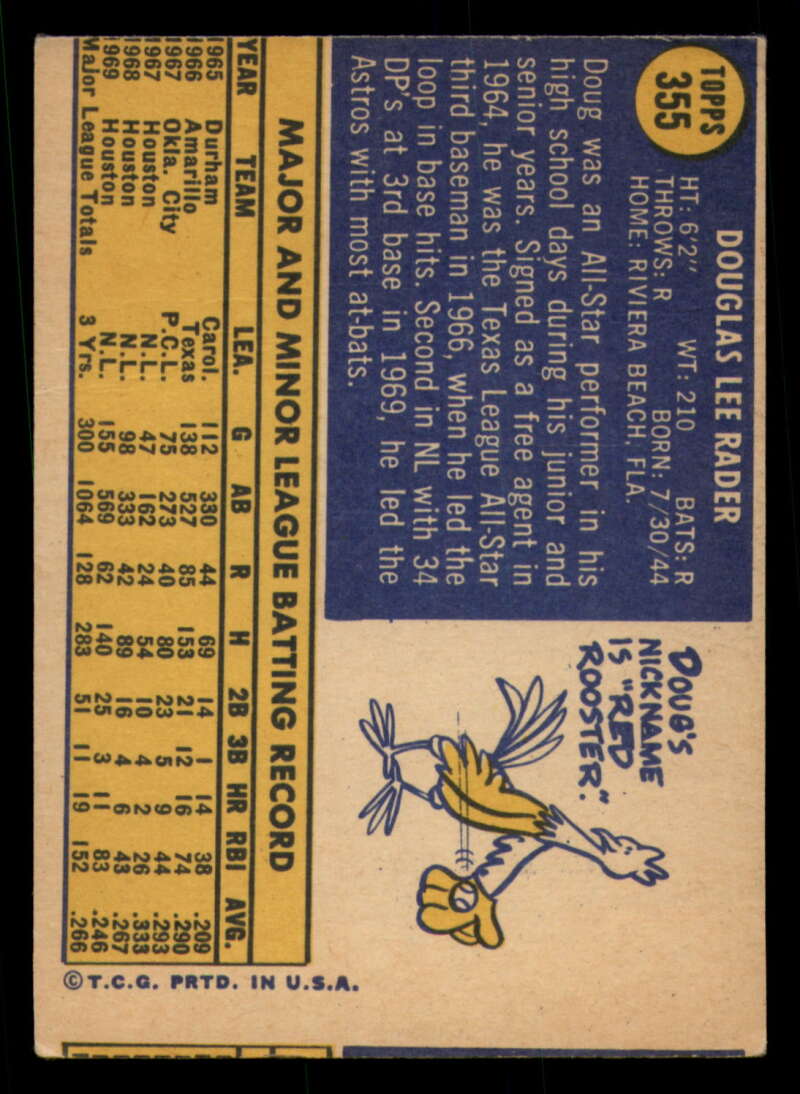 TOPPS
355
DOUGLAS LEE RADER
HT: 6'2" WT: 210 BATS: R
THROWS: R BORN: 7/30/44
HOME: RIVIERA BEACH, FLA.
Doug was an All-Star performer in his
high school days during his junior and
senior years. Signed as a free agent in
1964, he was the Texas League All-Star
third baseman in 1966, when he led the
loop in base hits. Second in NL with 34
DP's at 3rd base in 1969, he led the
Astros with most at-bats.
DOUG'S
NICKNAME
IS "RED
ROOSTER."
MAJOR AND MINOR LEAGUE BATTING RECORD
YEAR TEAM LEA. G AB R H 2B 3B HR RBI AVG.
1965 Durham Carol. 112 330 44 69 14 1 14 38 .209
1966 Amarillo Texas 138 527 85 153 21 12 16 74 .290
1967 Okla. City P.C.L. 75 273 40 80 23 5 9 44 .293
1967 Houston N.L. 47 162 24 54 10 4 2 26 .333
1968 Houston N.L. 98 333 42 89 16 4 6 43 .267
1969 Houston N.L. 155 569 62 140 25 3 11 83 .246
Major League Totals 3 Yrs. 300 1064 128 283 51 11 19 152 .266
© T.C.G. PRTD. IN U.S.A.